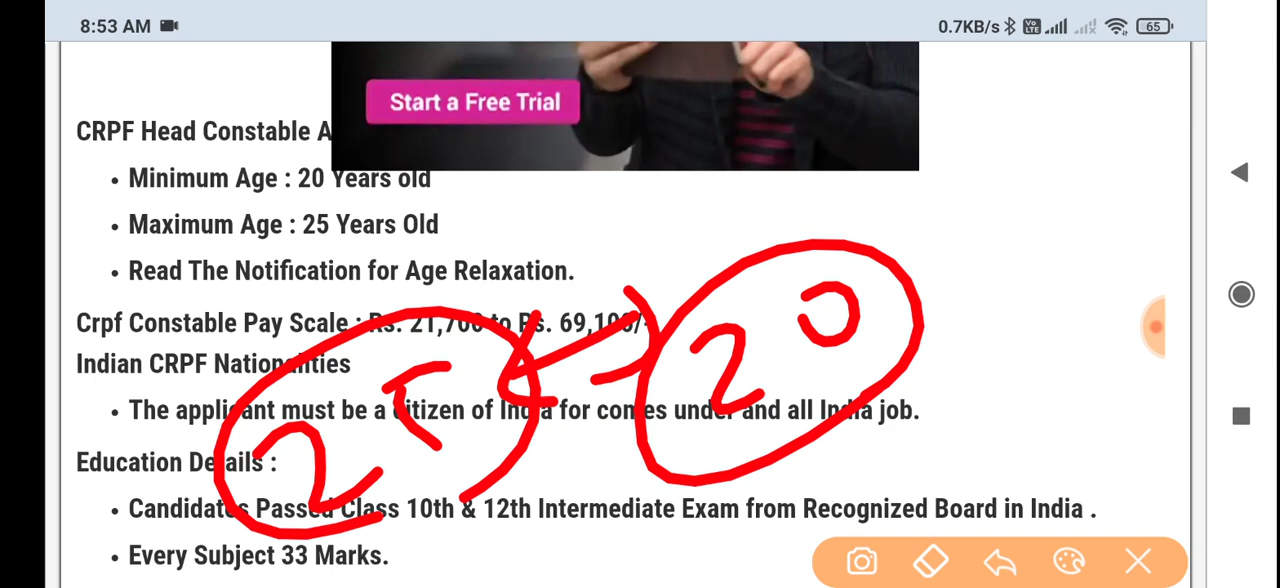 8:53 AM
0.7KB/s
65
Start a Free Trial
CRPF Head Constable A
• Minimum Age : 20 Years old
• Maximum Age : 25 Years Old
• Read The Notification for Age Relaxation.
Crpf Constable Pay Scale : Rs. 21,700 to Rs. 69,100/-
Indian CRPF Nationalities
• The applicant must be a citizen of India for comes under and all India job.
Education Details :
• Candidates Passed Class 10th & 12th Intermediate Exam from Recognized Board in India .
• Every Subject 33 Marks.
25
20